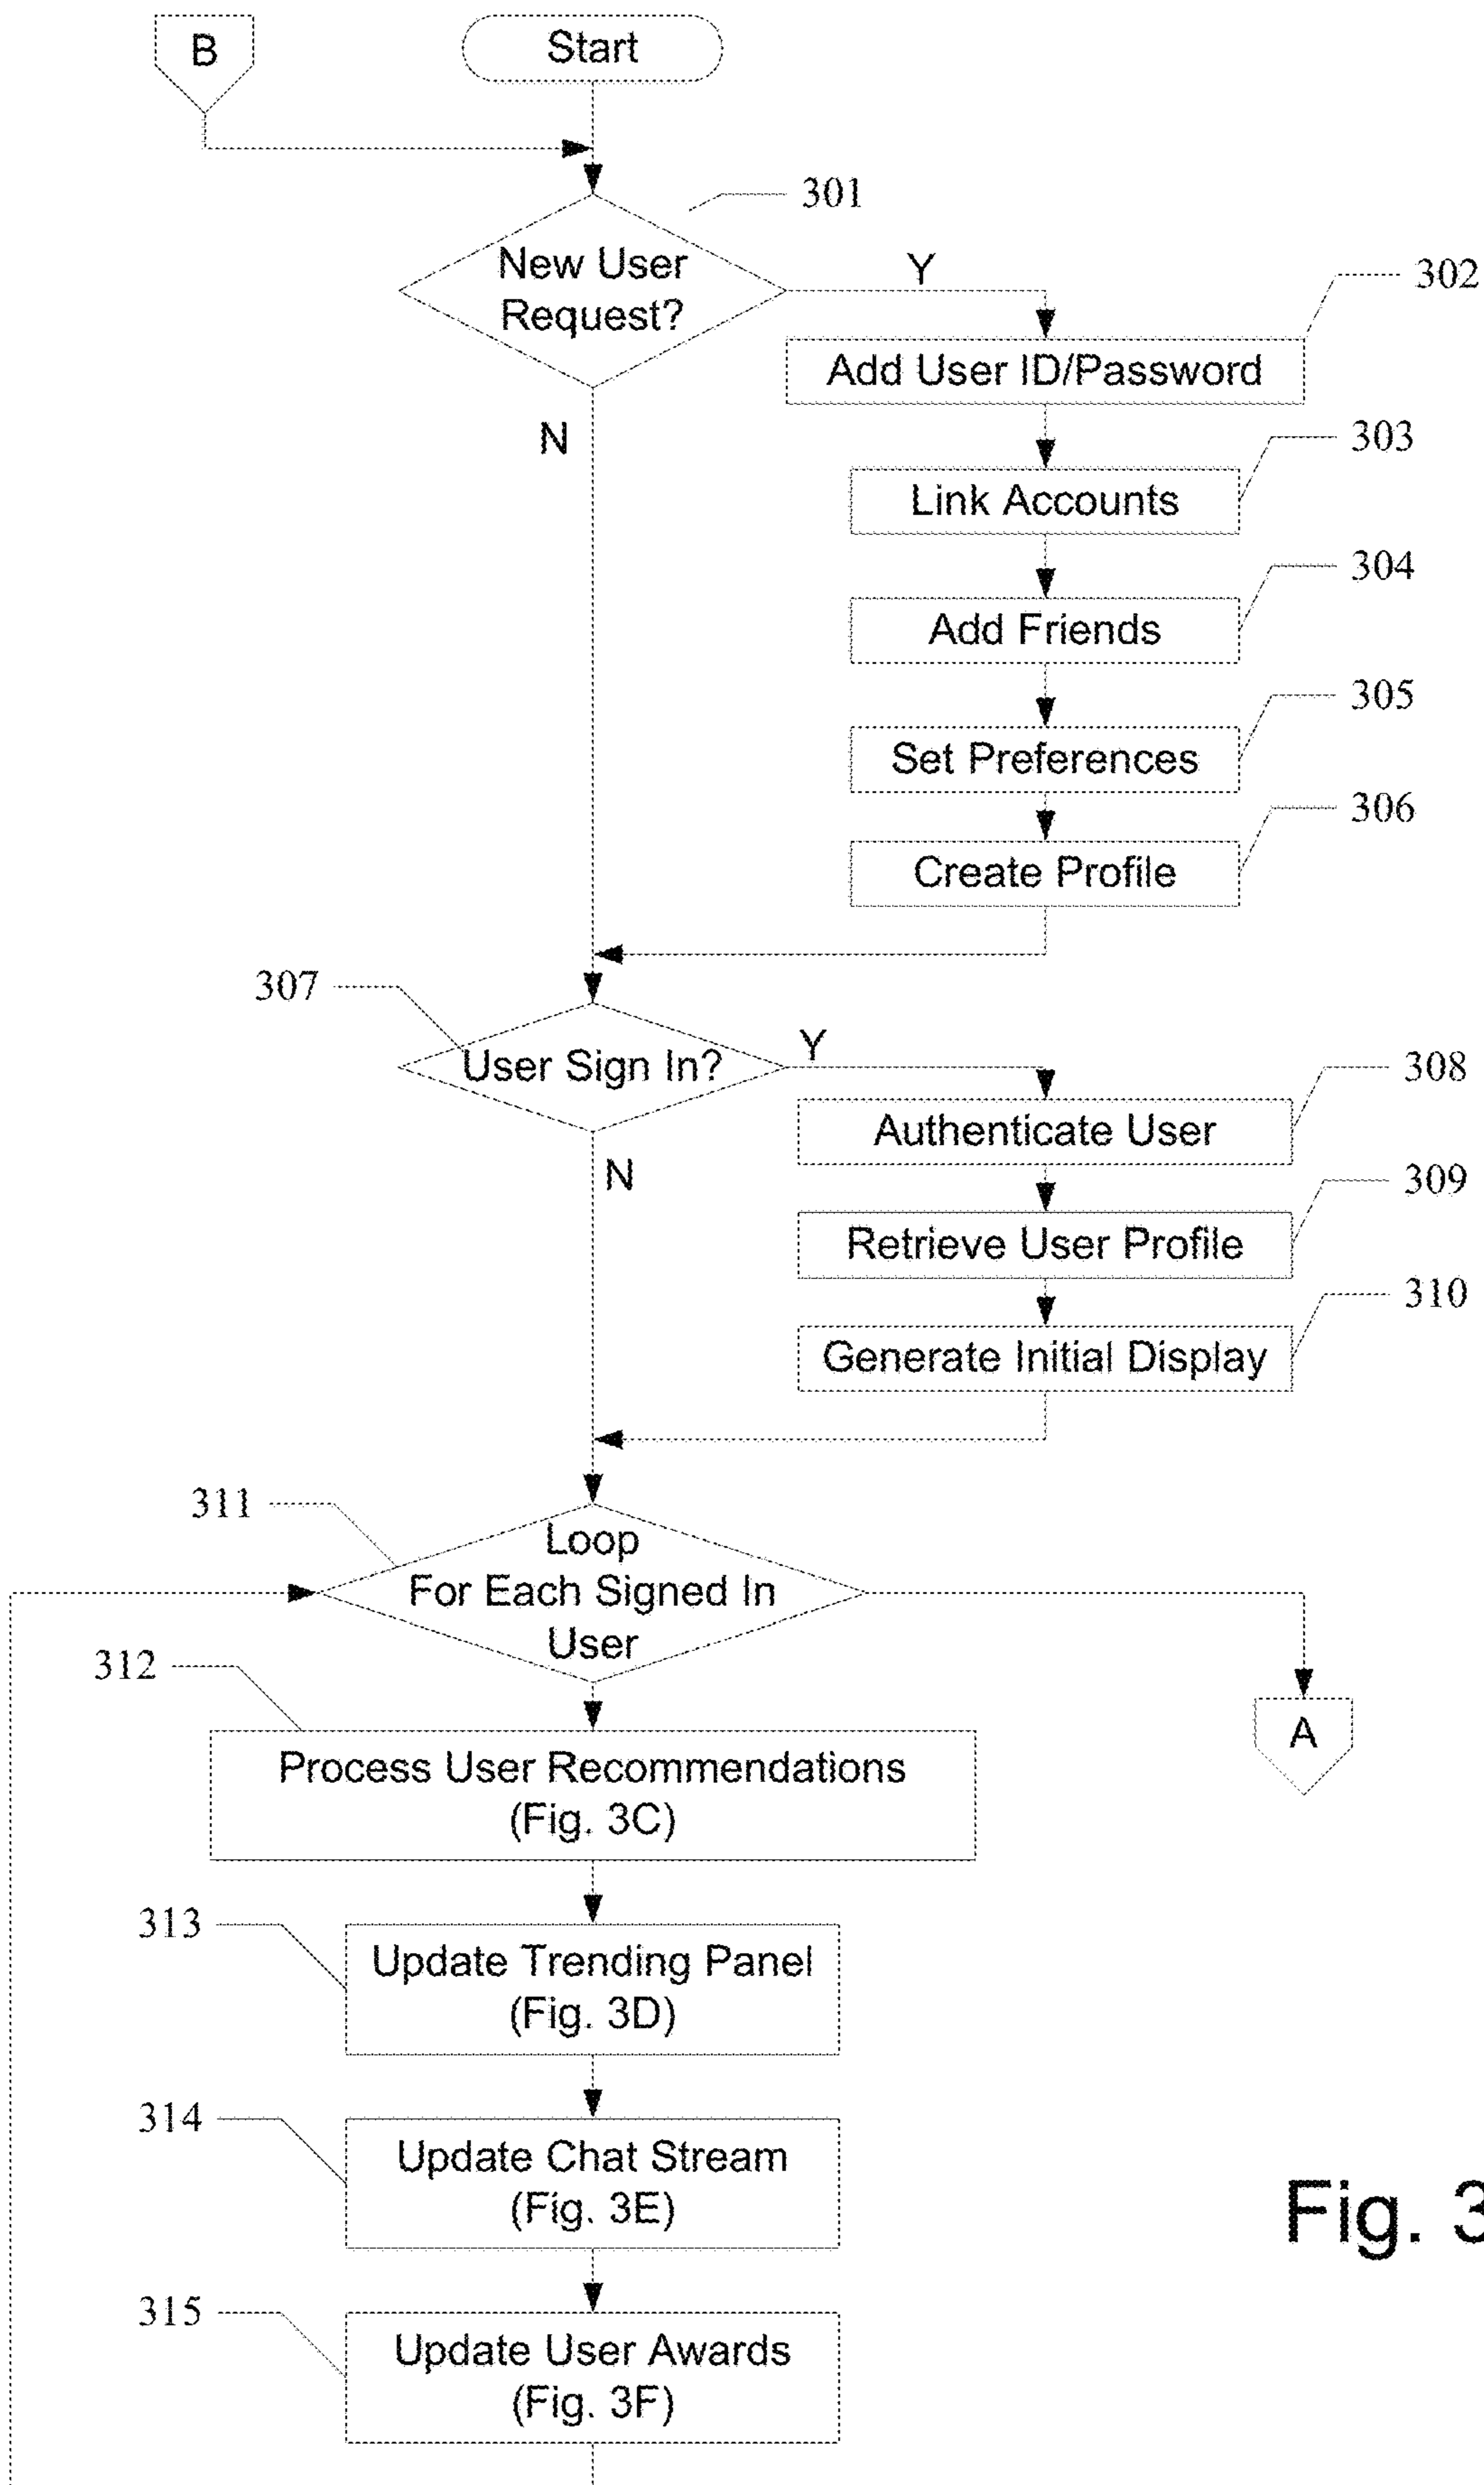 B
Start
301
New User
Request?
Y
302
Add User ID/Password
N
303
Link Accounts
304
Add Friends
305
Set Preferences
306
Create Profile
307
User Sign In?
Y
308
Authenticate User
N
309
Retrieve User Profile
310
Generate Initial Display
311
Loop
For Each Signed In
User
312
A
Process User Recommendations
(Fig. 3C)
313
Update Trending Panel
(Fig. 3D)
314
Update Chat Stream
(Fig. 3E)
Fig. 3
315
Update User Awards
(Fig. 3F)